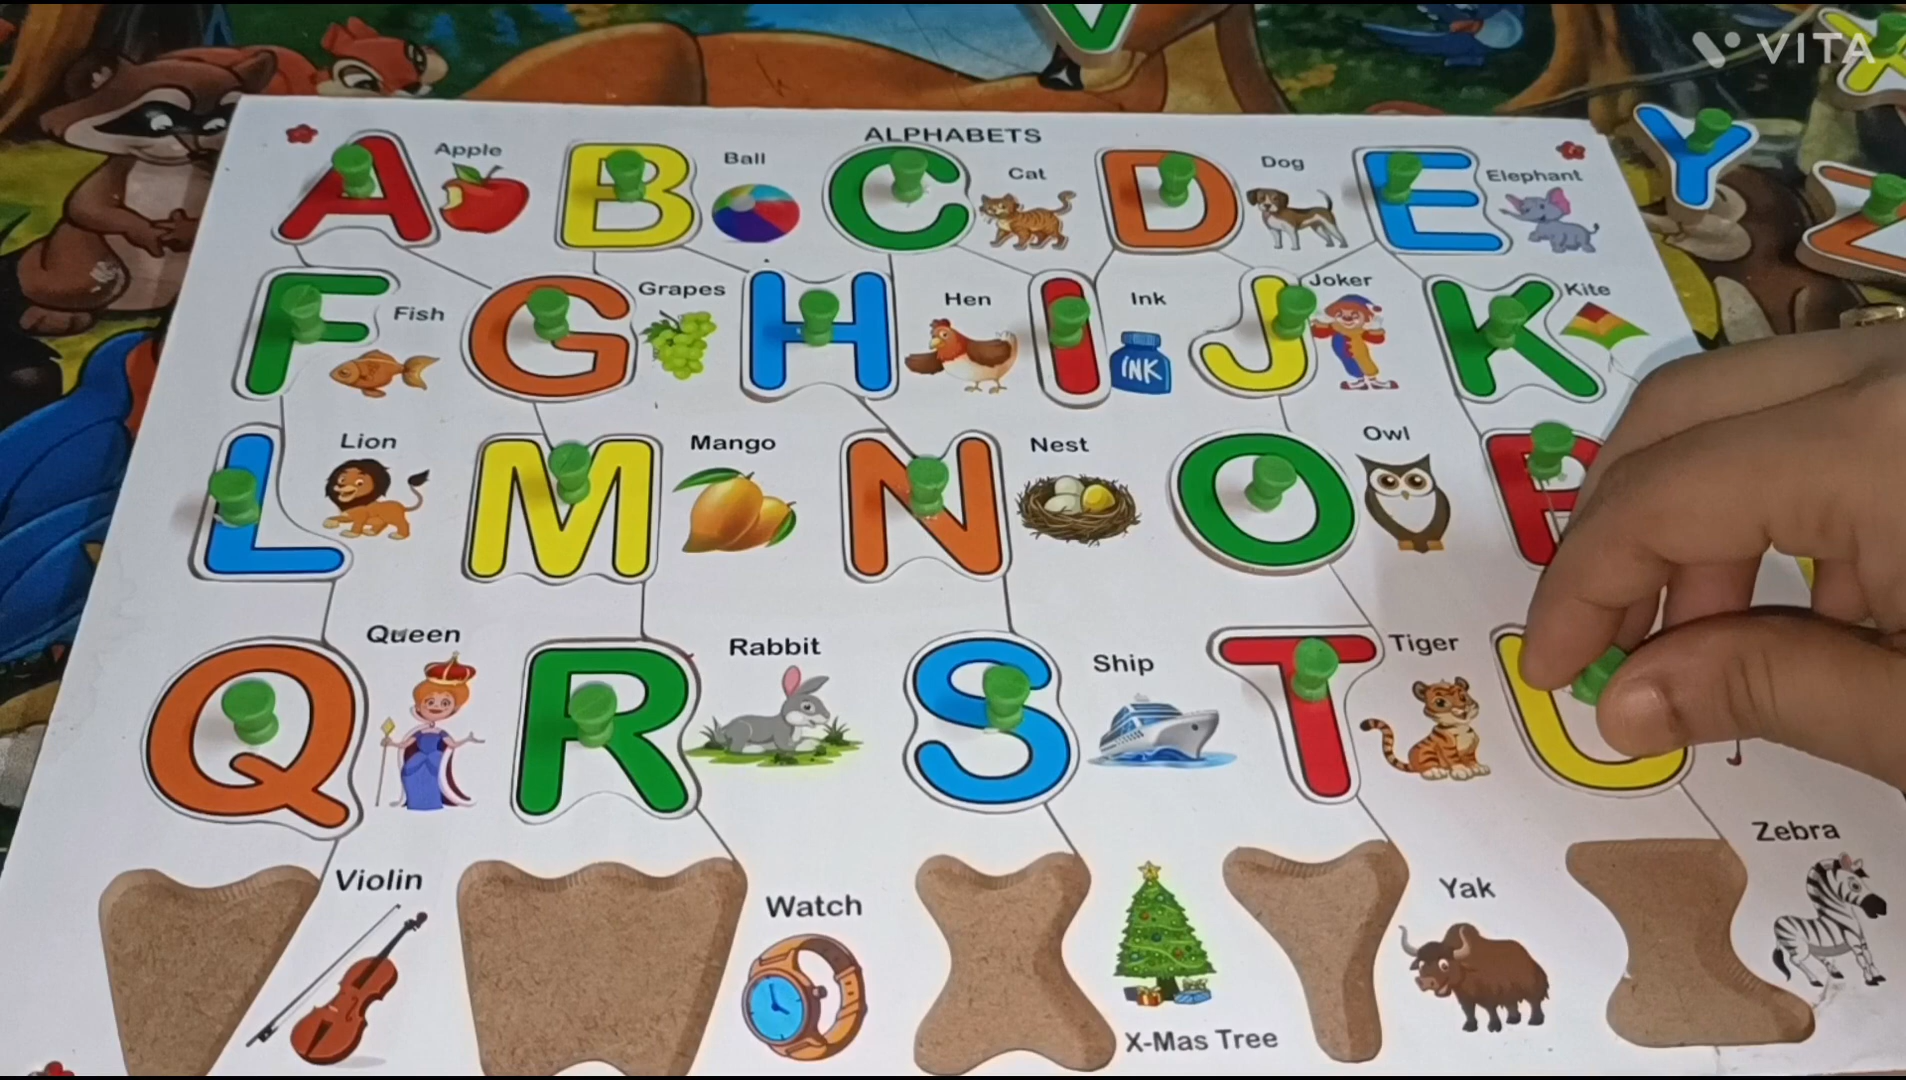 VITA
ALPHABETS
A Apple B Ball C Cat D Dog E Elephant
F Fish G Grapes H Hen I Ink J Joker K Kite
INK
L Lion M Mango N Nest O Owl P
Q Queen R Rabbit S Ship T Tiger U
Violin Watch X-Mas Tree Yak Zebra
V
X
Y
Z